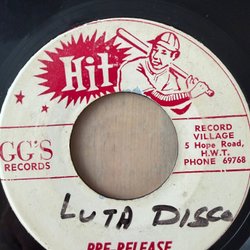 Hit
GG'S
RECORDS
RECORD
VILLAGE
5 Hope Road,
H.W.T.
PHONE 69768
LUTA DISCO
PRE-RELEASE